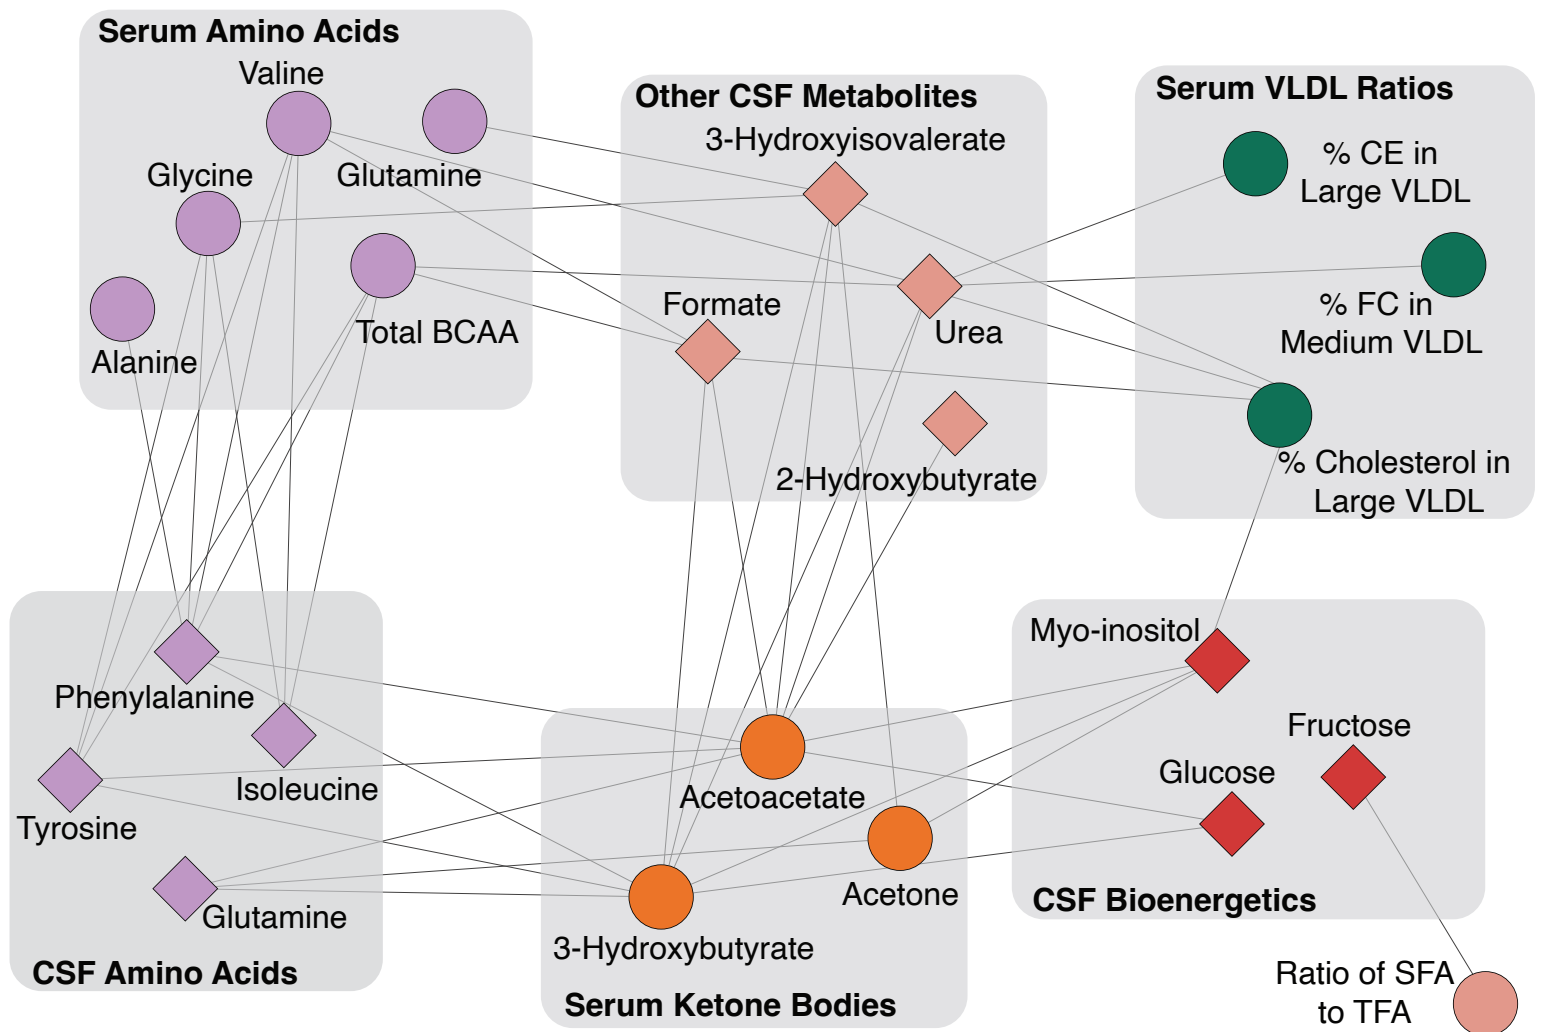 Serum Amino Acids
Valine
Glutamine
Glycine
Alanine
Total BCAA
Other CSF Metabolites
3-Hydroxyisovalerate
Formate
Urea
2-Hydroxybutyrate
Serum VLDL Ratios
% CE in
Large VLDL
% FC in
Medium VLDL
% Cholesterol in
Large VLDL
Phenylalanine
Isoleucine
Tyrosine
Glutamine
CSF Amino Acids
Acetoacetate
Acetone
3-Hydroxybutyrate
Serum Ketone Bodies
Myo-inositol
Fructose
Glucose
CSF Bioenergetics
Ratio of SFA
to TFA